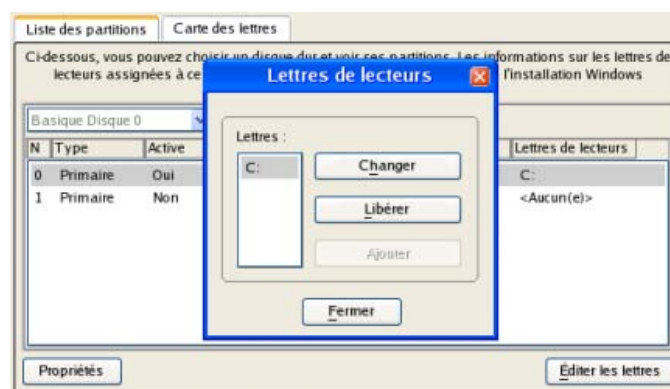 Liste des partitions
Carte des lettres
Ci-dessous, vous pouvez choisir un disque dur et voir ses partitions. Les informations sur les lettres de
lecteurs assignées à ce
l'installation Windows
Lettres de lecteurs
Basique Disque 0
Lettres :
C:
Changer
Libérer
Ajouter
Fermer
N Type Active Lettres de lecteurs
0 Primaire Oui C:
1 Primaire Non <Aucun(e)>
Propriétés
Éditer les lettres